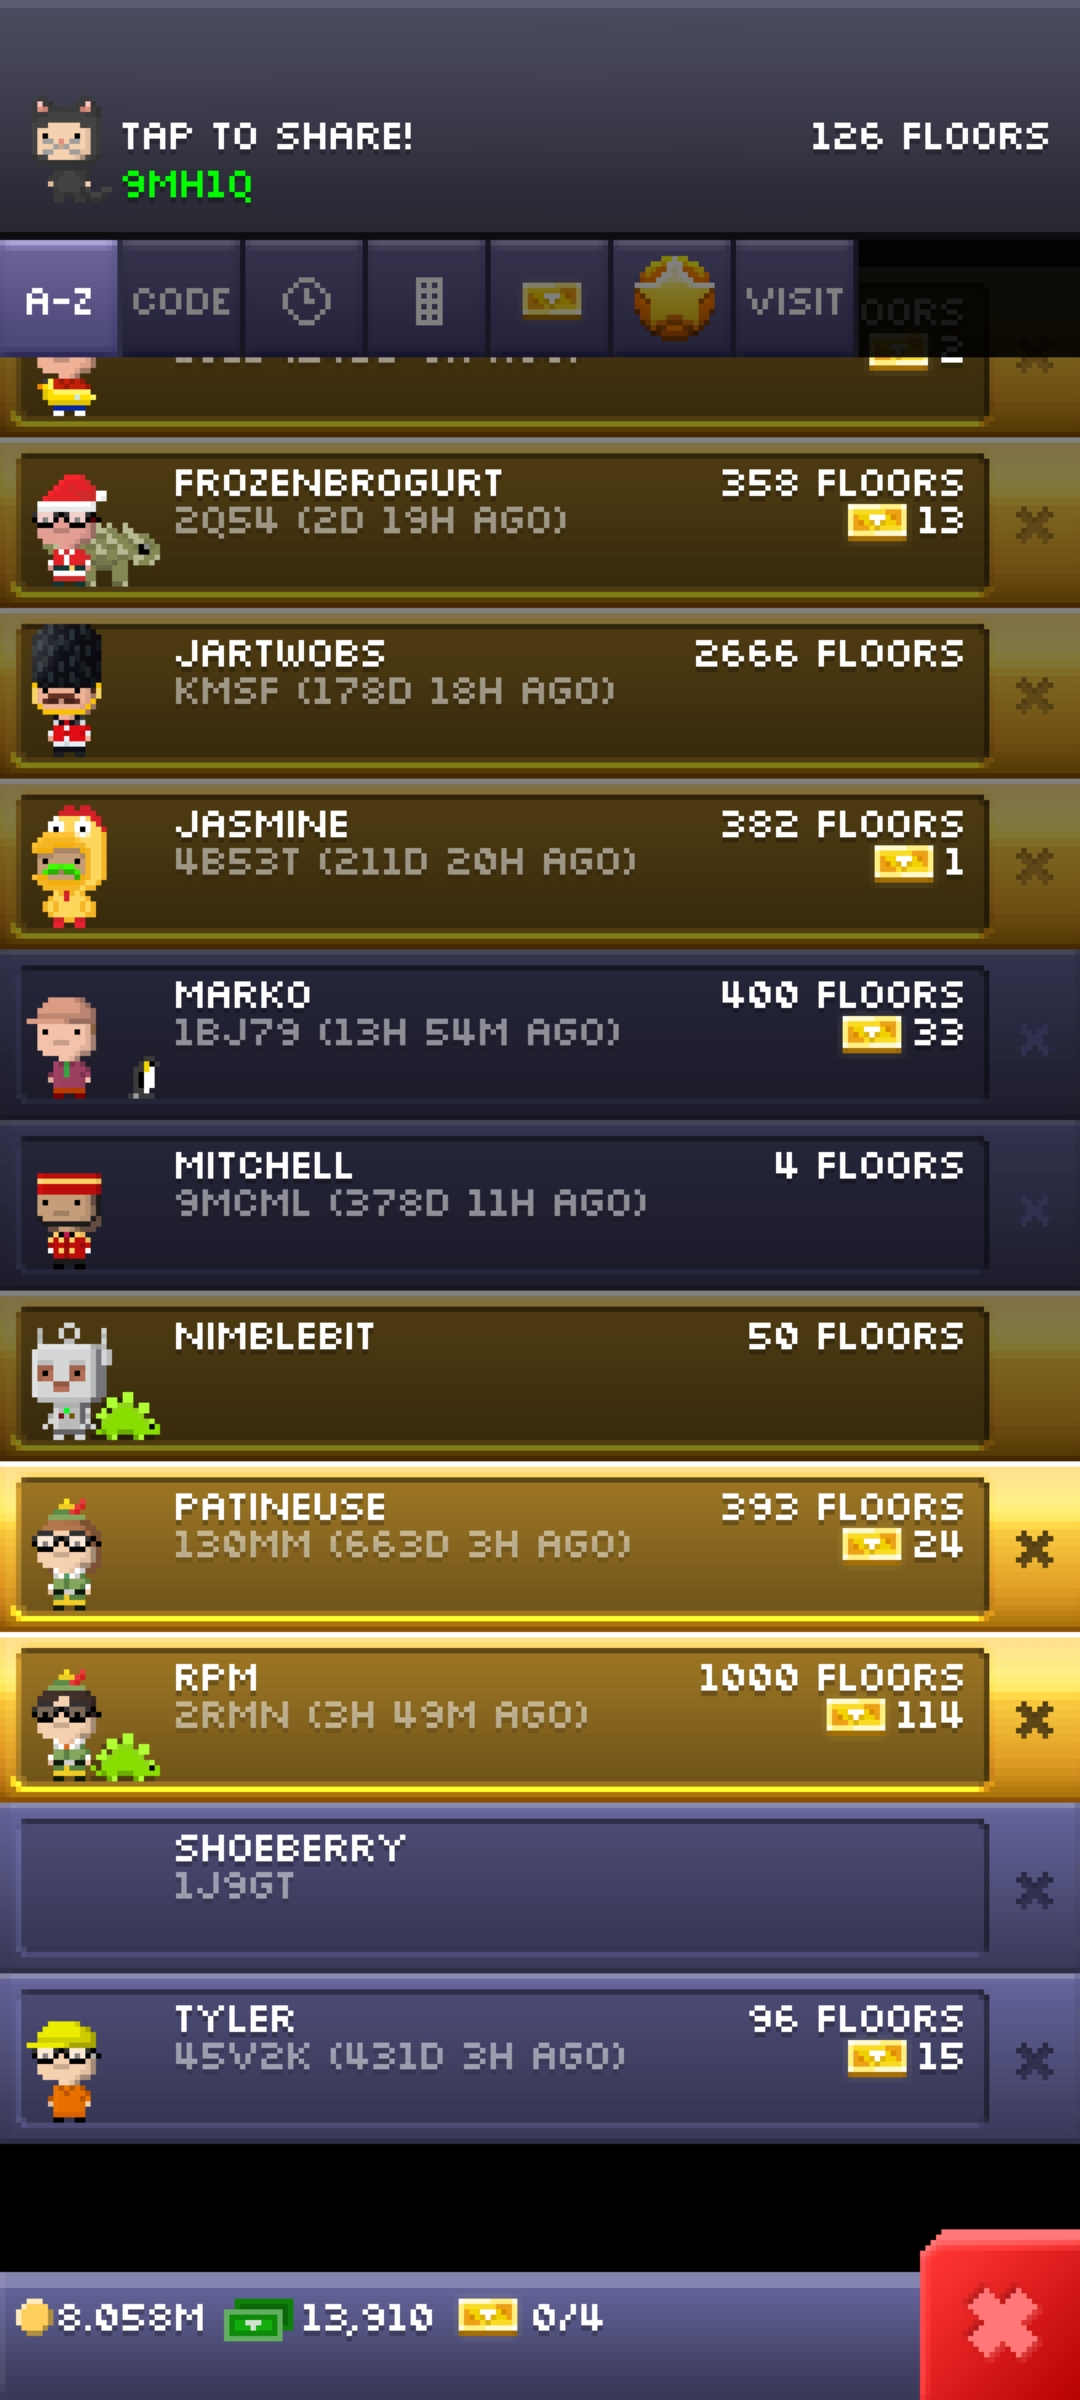 TAP TO SHARE! 126 FLOORS
9MH1Q
A-Z CODE VISIT
2
FROZENBROGURT 358 FLOORS
2Q54 (2D 19H AGO) 13
JARTWOBS 2666 FLOORS
KMSF (178D 18H AGO)
JASMINE 382 FLOORS
4B53T (211D 20H AGO) 1
MARKO 400 FLOORS
1BJ79 (13H 54M AGO) 33
MITCHELL 4 FLOORS
9MCML (378D 11H AGO)
NIMBLEBIT 50 FLOORS
PATINEUSE 393 FLOORS
130MM (663D 3H AGO) 24
RPM 1000 FLOORS
2RMN (3H 49M AGO) 114
SHOEBERRY
1J9GT
TYLER 96 FLOORS
45V2K (431D 3H AGO) 15
8.058M 13,910 0/4